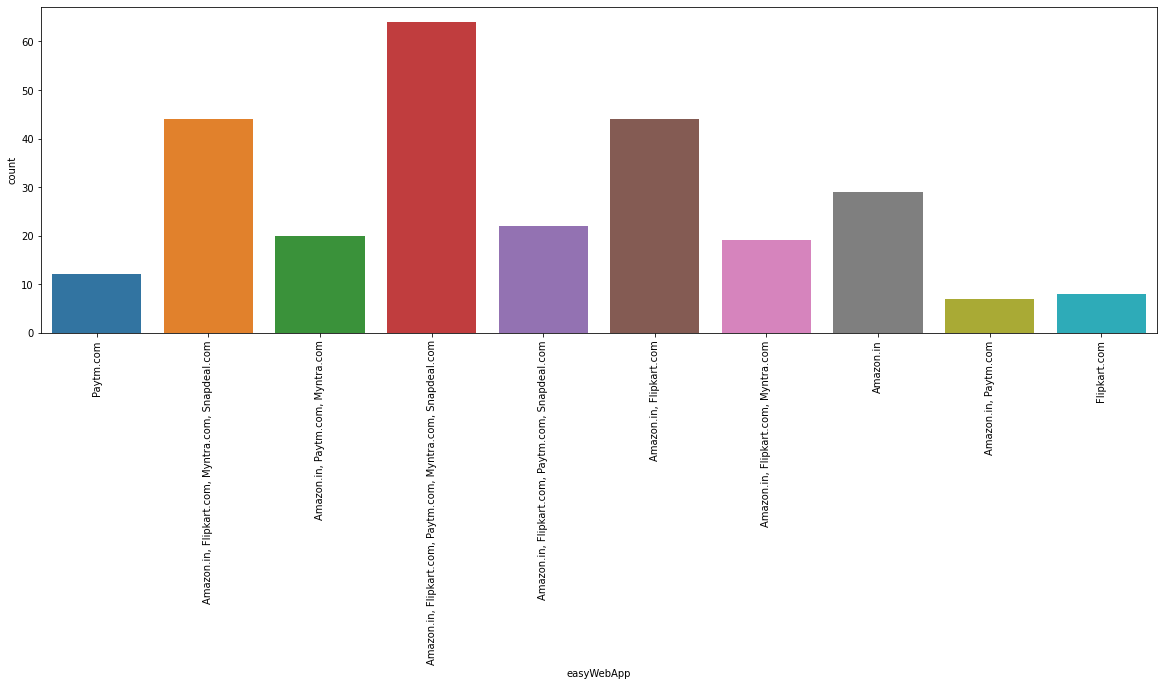 60
50
40
30
20
10
0
count
Paytm.com
Amazon.in, Flipkart.com, Myntra.com, Snapdeal.com
Amazon.in, Paytm.com, Myntra.com
Amazon.in, Flipkart.com, Paytm.com, Myntra.com, Snapdeal.com
Amazon.in, Flipkart.com, Paytm.com, Snapdeal.com
Amazon.in, Flipkart.com
Amazon.in, Flipkart.com, Myntra.com
Amazon.in
Amazon.in, Paytm.com
Flipkart.com
easyWebApp